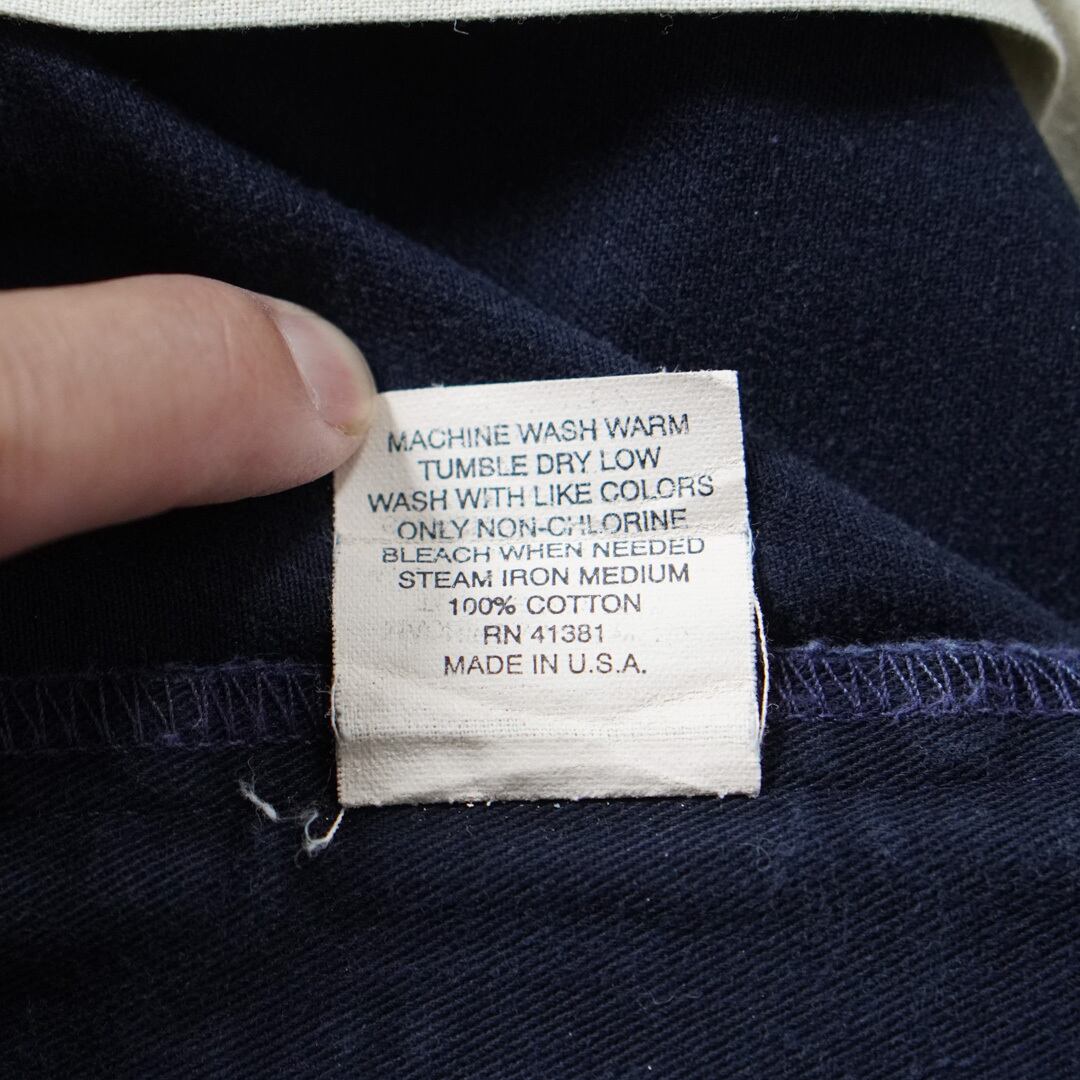 MACHINE WASH WARM
TUMBLE DRY LOW
WASH WITH LIKE COLORS
ONLY NON-CHLORINE
BLEACH WHEN NEEDED
STEAM IRON MEDIUM
100% COTTON
RN 41381
MADE IN U.S.A.